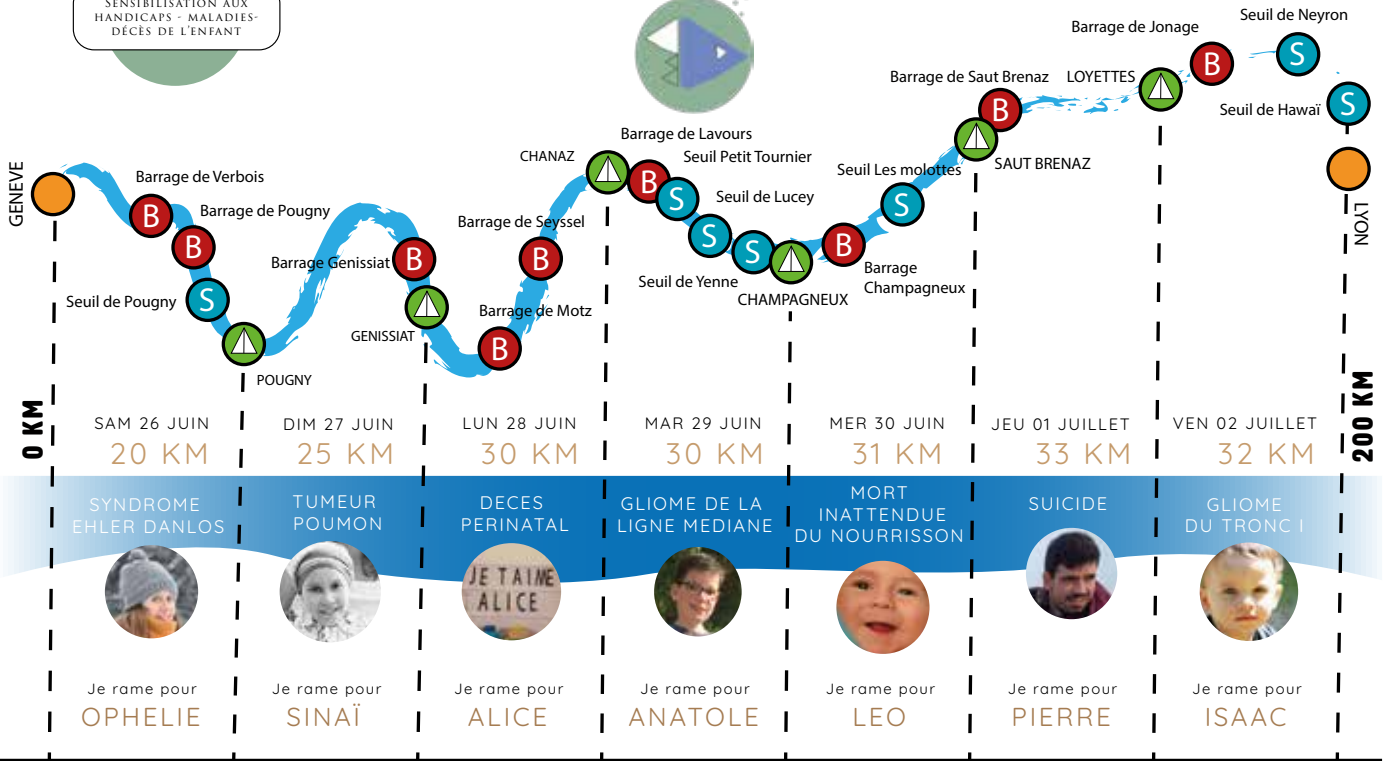 SENSIBILISATION AUX
HANDICAPS - MALADIES-
DÉCÈS DE L'ENFANT
Seuil de Neyron
Barrage de Jonage
B
S
Barrage de Saut Brenaz
LOYETTES
B
Seuil de Hawaï
S
Barrage de Lavours
CHANAZ
Seuil Petit Tournier
SAUT BRENAZ
GENEVE
Barrage de Verbois
B
Seuil Les molottes
S
B
S
Seuil de Lucey
LYON
Barrage de Pougny
B
Barrage de Seyssel
S
S
B
Barrage Genissiat
B
B
Barrage
Champagneux
Seuil de Yenne
CHAMPAGNEUX
Seuil de Pougny
S
Barrage de Motz
GENISSIAT
B
POUGNY
0 KM
200 KM
SAM 26 JUIN
20 KM
DIM 27 JUIN
25 KM
LUN 28 JUIN
30 KM
MAR 29 JUIN
30 KM
MER 30 JUIN
31 KM
JEU 01 JUILLET
33 KM
VEN 02 JUILLET
32 KM
SYNDROME
EHLER DANLOS
TUMEUR
POUMON
DECES
PERINATAL
GLIOME DE LA
LIGNE MEDIANE
MORT
INATTENDUE
DU NOURRISSON
SUICIDE
GLIOME
DU TRONC I
JE TAIME
ALICE
Je rame pour
OPHELIE
Je rame pour
SINAÏ
Je rame pour
ALICE
Je rame pour
ANATOLE
Je rame pour
LEO
Je rame pour
PIERRE
Je rame pour
ISAAC